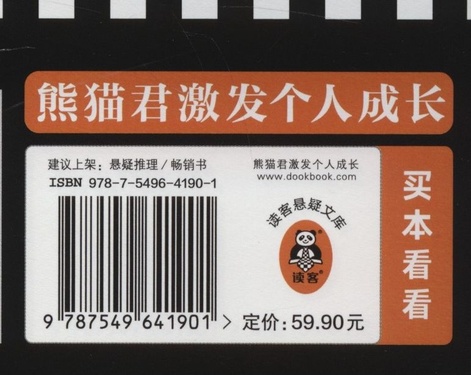 熊猫君激发个人成长
建议上架：悬疑推理／畅销书
ISBN 978-7-5496-4190-1
熊猫君激发个人成长
www.dookbook.com
读客悬疑文库
读客®
9 787549 641901 >
定价：59.90元
买本看看